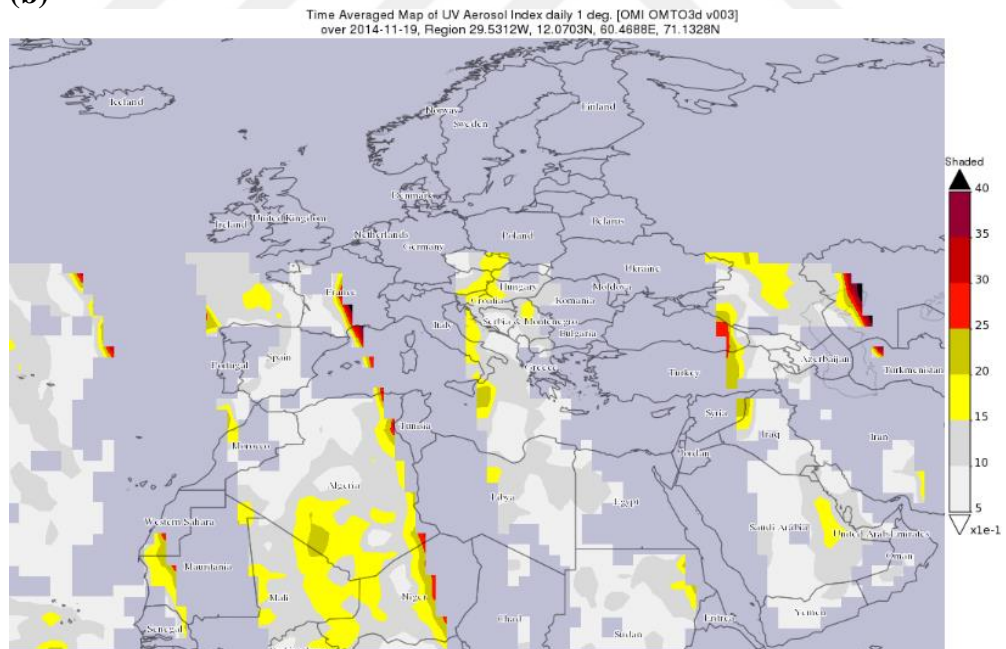 (b)
Time Averaged Map of UV Aerosol Index daily 1 deg. [OMI OMTO3d v003]
over 2014-11-19, Region 29.5312W, 12.0703N, 60.4688E, 71.1328N
Iceland
Finland
Norway
Sweden
Shaded
Denmark
40
Ireland
United Kingdom
Belarus
Netherlands
Poland
35
Germany
Ukraine
30
France
Hungary
Moldova
Croatia
Romania
Serbia & Montenegro
Italy
Bulgaria
25
Portugal
Spain
Greece
Turkey
Azerbaijan
Turkmenistan
20
Syria
Tunisia
Iraq
Iran
15
Morocco
Jordan
10
Algeria
Libya
Egypt
5
Western Sahara
Saudi Arabia
United Arab Emirates
x1e-1
Oman
Mauritania
Mali
Niger
Chad
Eritrea
Yemen
Senegal
Sudan